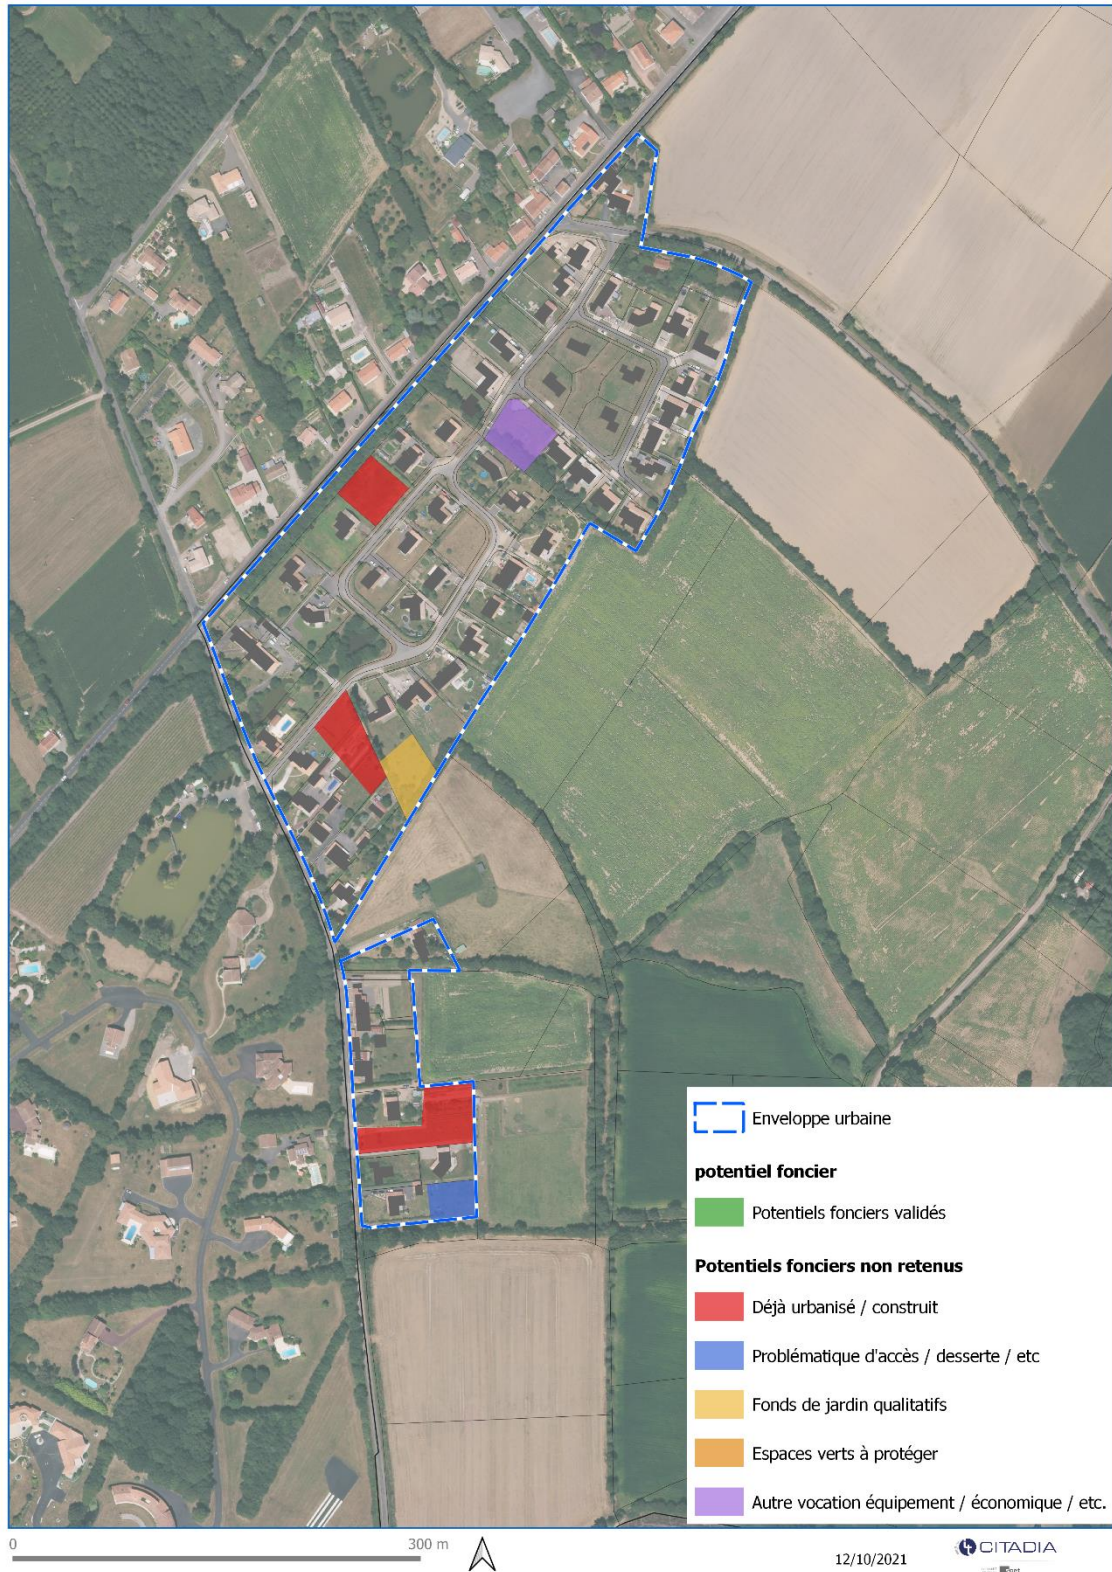 Enveloppe urbaine
potentiel foncier
Potentiels fonciers validés
Potentiels fonciers non retenus
Déjà urbanisé / construit
Problématique d'accès / desserte / etc
Fonds de jardin qualitatifs
Espaces verts à protéger
Autre vocation équipement / économique / etc.
0
300 m
12/10/2021
CITADIA